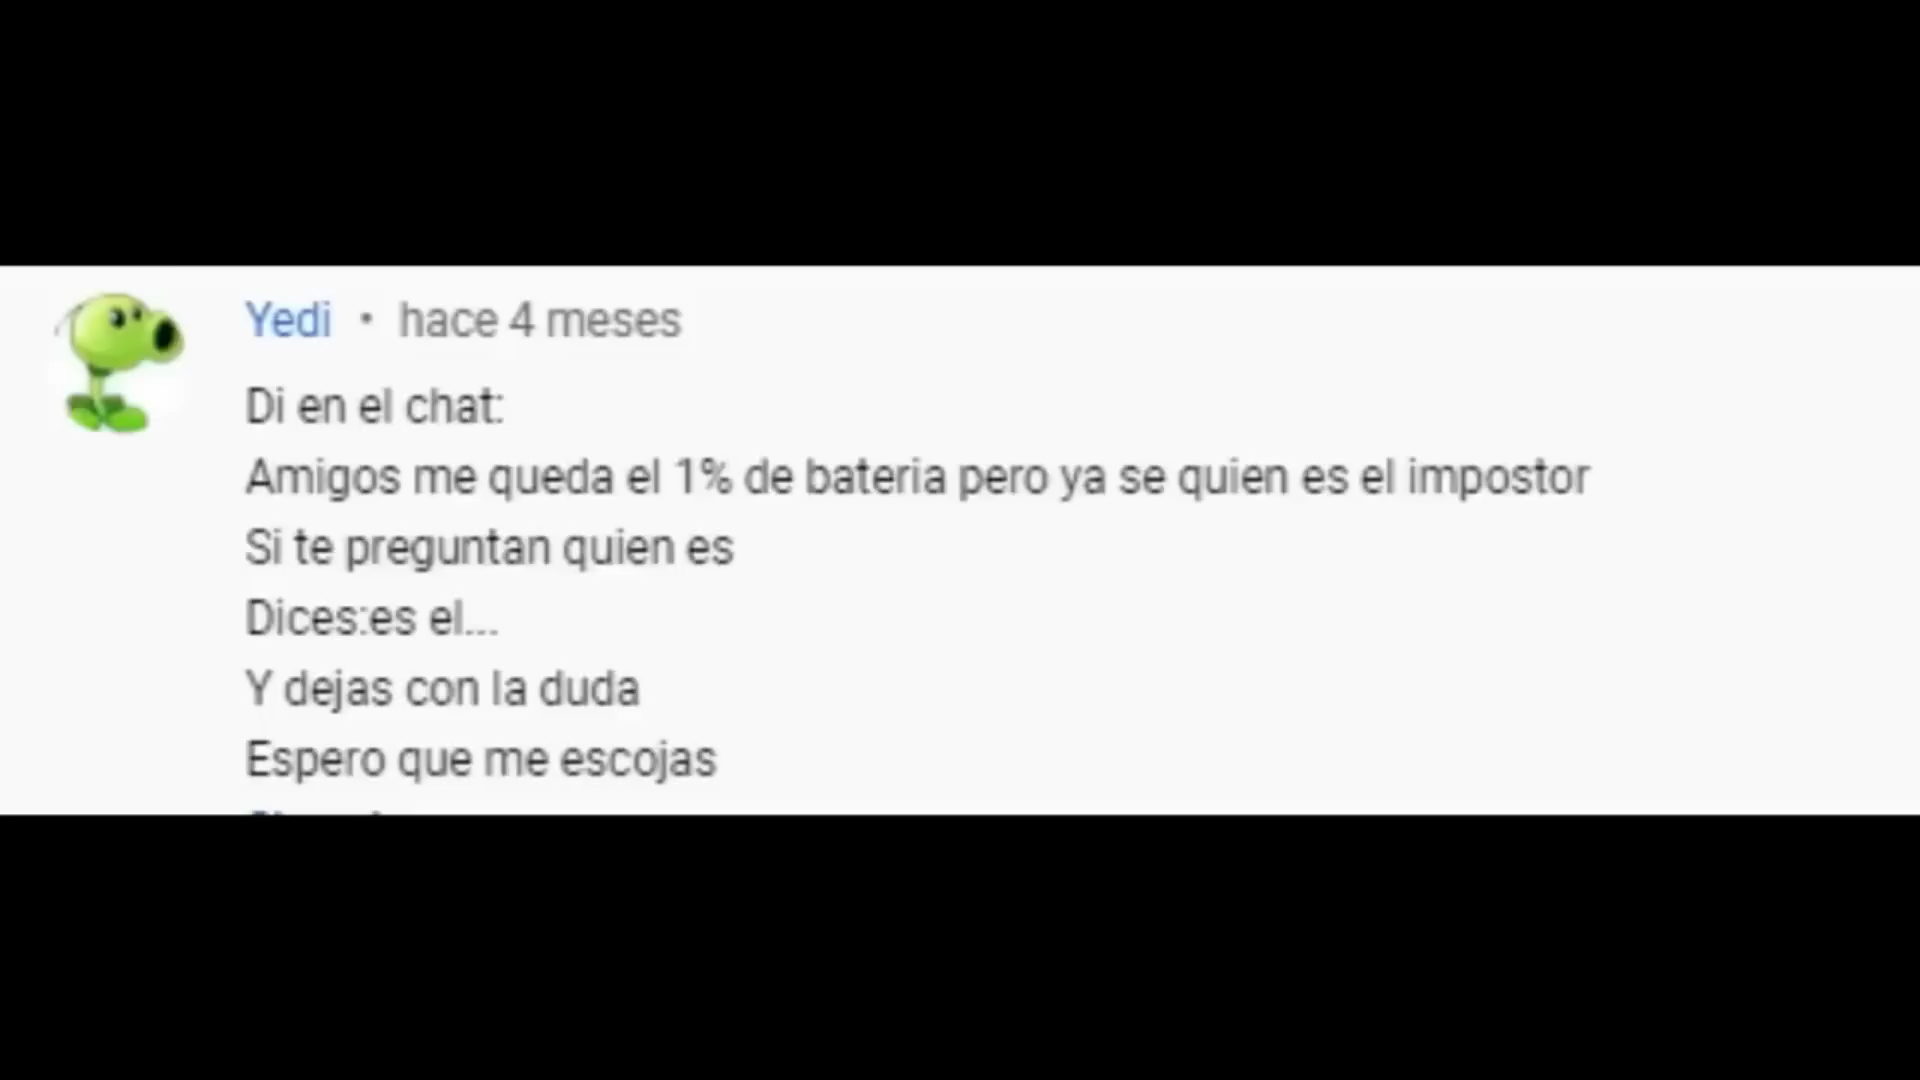 Yedi • hace 4 meses
Di en el chat:
Amigos me queda el 1% de bateria pero ya se quien es el impostor
Si te preguntan quien es
Dices:es el...
Y dejas con la duda
Espero que me escojas